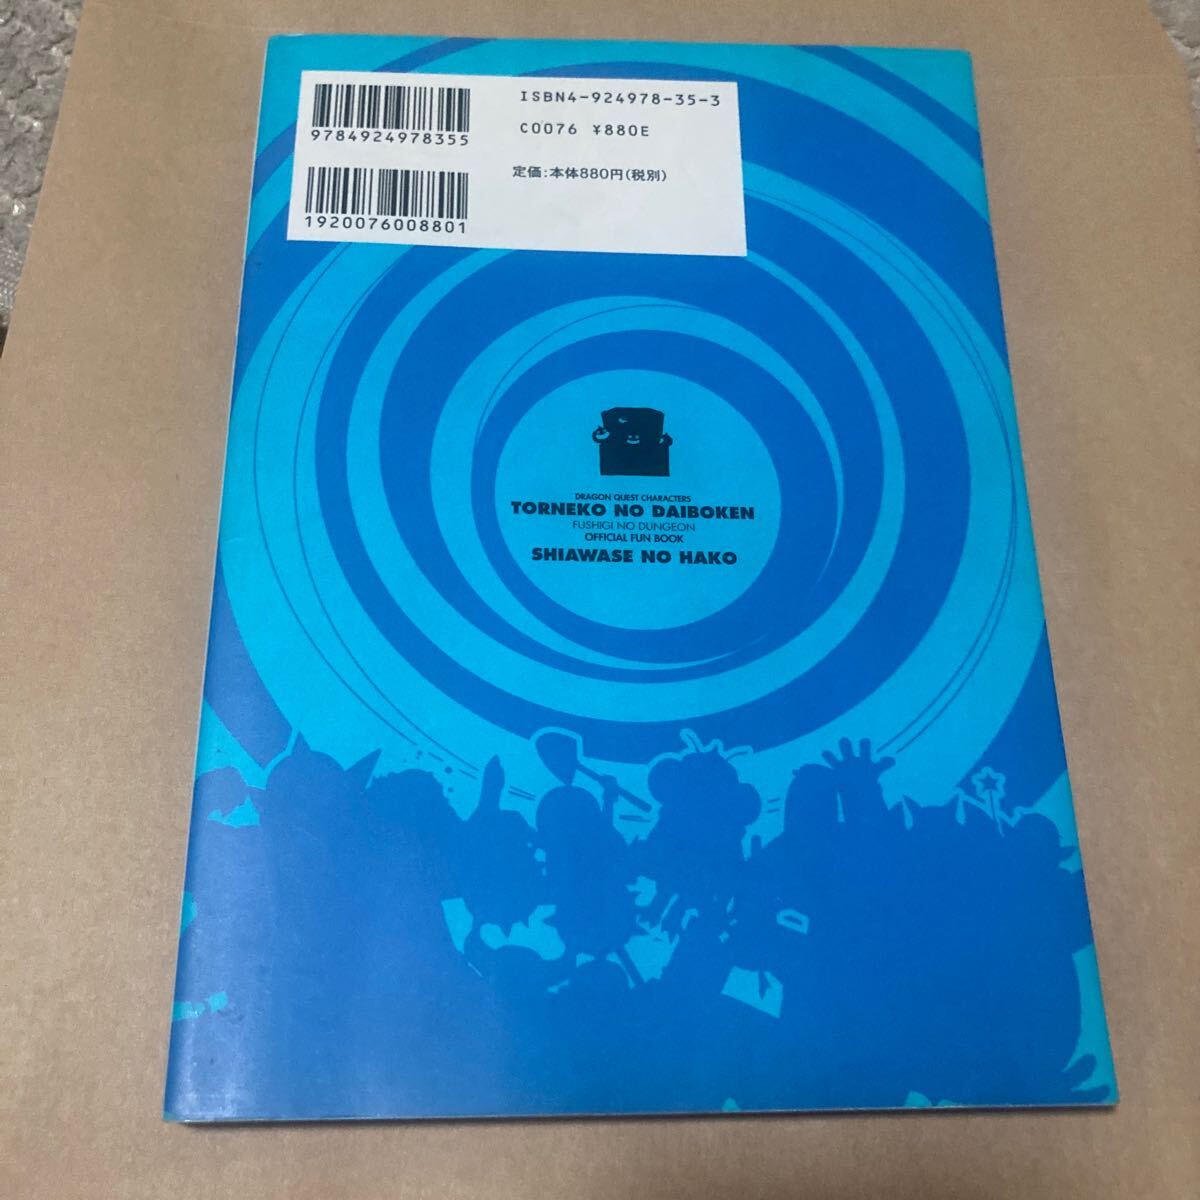 ISBN4-924978-35-3
9784924978355
C0076 ¥880E
定価:本体880円(税別)
1920076008801
DRAGON QUEST CHARACTERS
TORNEKO NO DAIBOKEN
FUSHIGI NO DUNGEON
OFFICIAL FUN BOOK
SHIAWASE NO HAKO